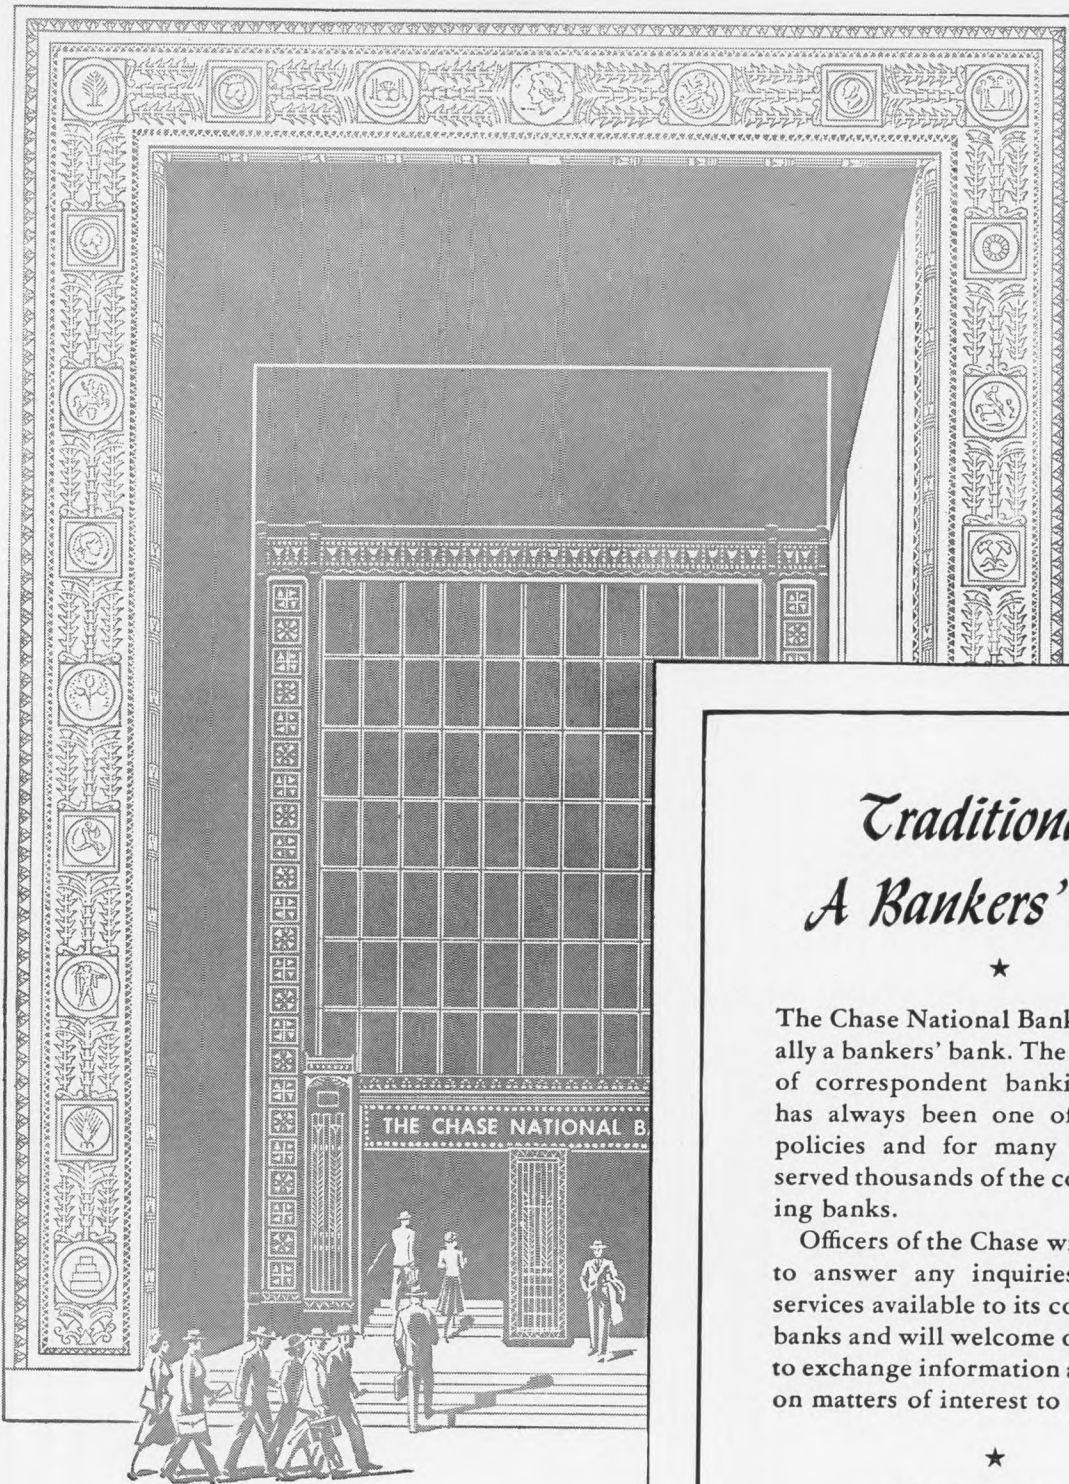 THE CHASE NATIONAL B
Traditiona
A Bankers'
★
The Chase National Bank
ally a bankers' bank. The
of correspondent banki
has always been one of
policies and for many
served thousands of the co
ing banks.
Officers of the Chase wi
to answer any inquiries
services available to its co
banks and will welcome o
to exchange information a
on matters of interest to
★